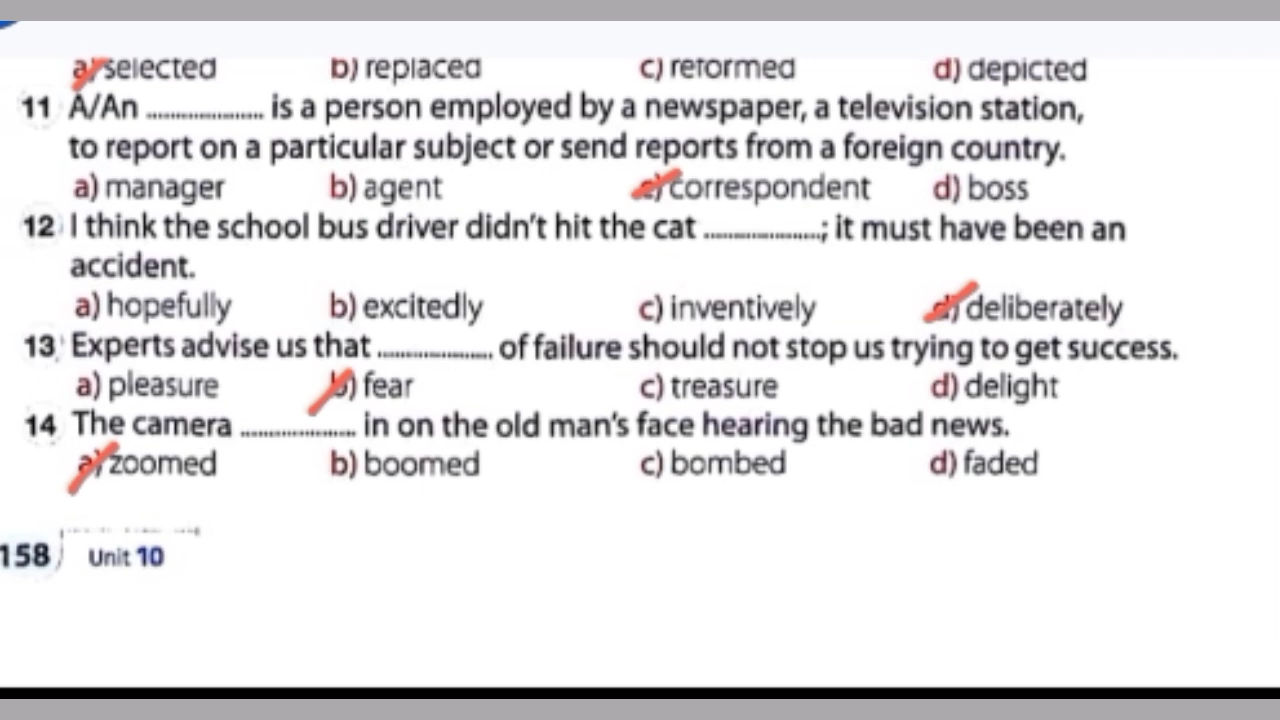 a) selected b) replaced c) reformed d) depicted
11 A/An .................... is a person employed by a newspaper, a television station,
to report on a particular subject or send reports from a foreign country.
a) manager b) agent c) correspondent d) boss
12 I think the school bus driver didn't hit the cat ....................; it must have been an
accident.
a) hopefully b) excitedly c) inventively d) deliberately
13 Experts advise us that .................... of failure should not stop us trying to get success.
a) pleasure b) fear c) treasure d) delight
14 The camera .................... in on the old man's face hearing the bad news.
a) zoomed b) boomed c) bombed d) faded
158 Unit 10